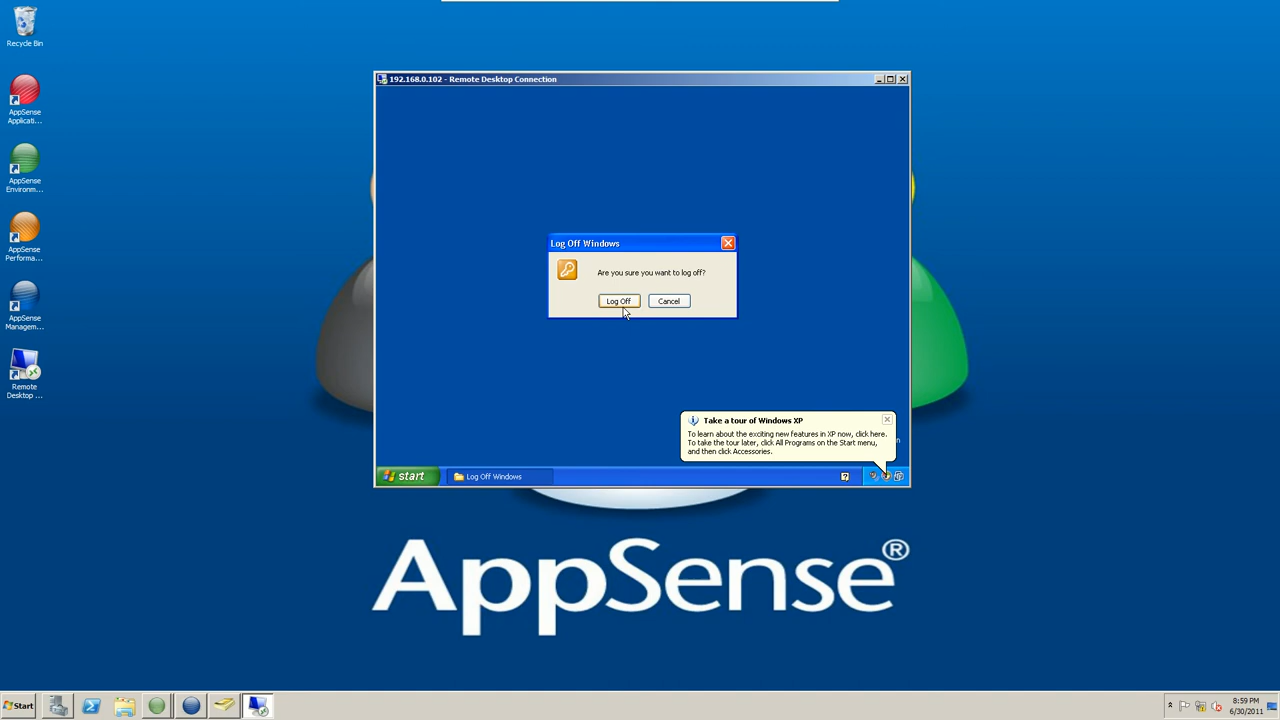 Recycle Bin
AppSense
Applicati...
AppSense
Environm...
AppSense
Performa...
AppSense
Managem...
Remote
Desktop ...
192.168.0.102 - Remote Desktop Connection
Log Off Windows
Are you sure you want to log off?
Log Off
Cancel
Take a tour of Windows XP
To learn about the exciting new features in XP now, click here.
To take the tour later, click All Programs on the Start menu,
and then click Accessories.
start
Log Off Windows
AppSense®
Start
8:59 PM
6/30/2011